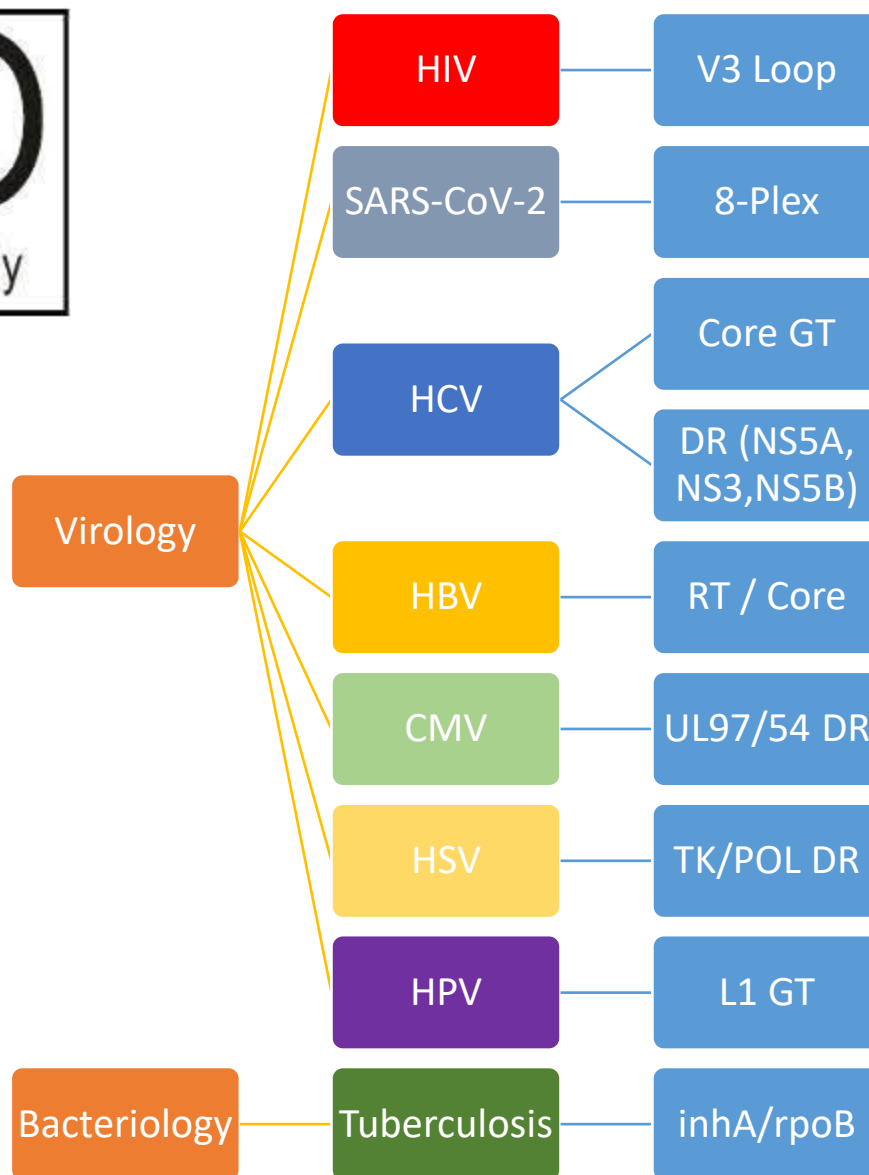 HIV
V3 Loop
SARS-CoV-2
8-Plex
HCV
Core GT
DR (NS5A,
NS3,NS5B)
Virology
HBV
RT / Core
CMV
UL97/54 DR
HSV
TK/POL DR
HPV
L1 GT
Bacteriology
Tuberculosis
inhA/rpoB